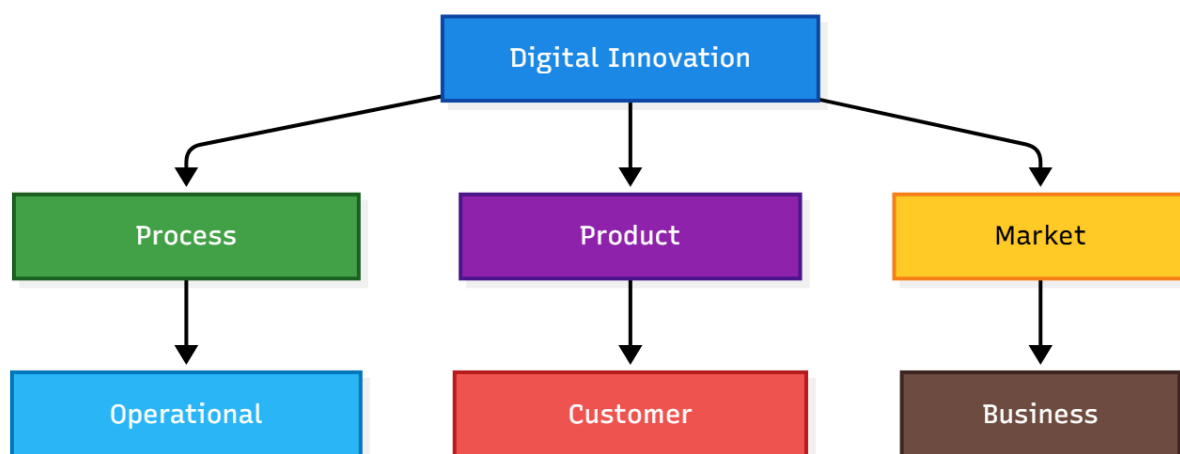 Digital Innovation
Process
Product
Market
Operational
Customer
Business